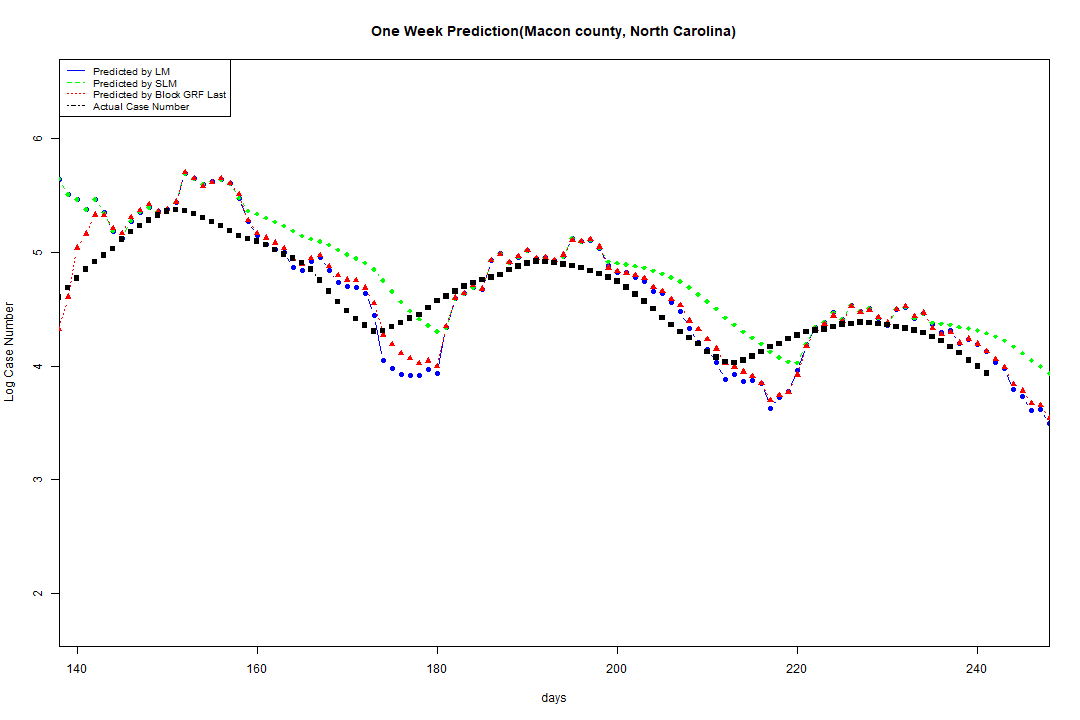 One Week Prediction(Macon county, North Carolina)
Predicted by LM
Predicted by SLM
Predicted by Block GRF Last
Actual Case Number
6
5
4
3
2
Log Case Number
140 160 180 200 220 240
days